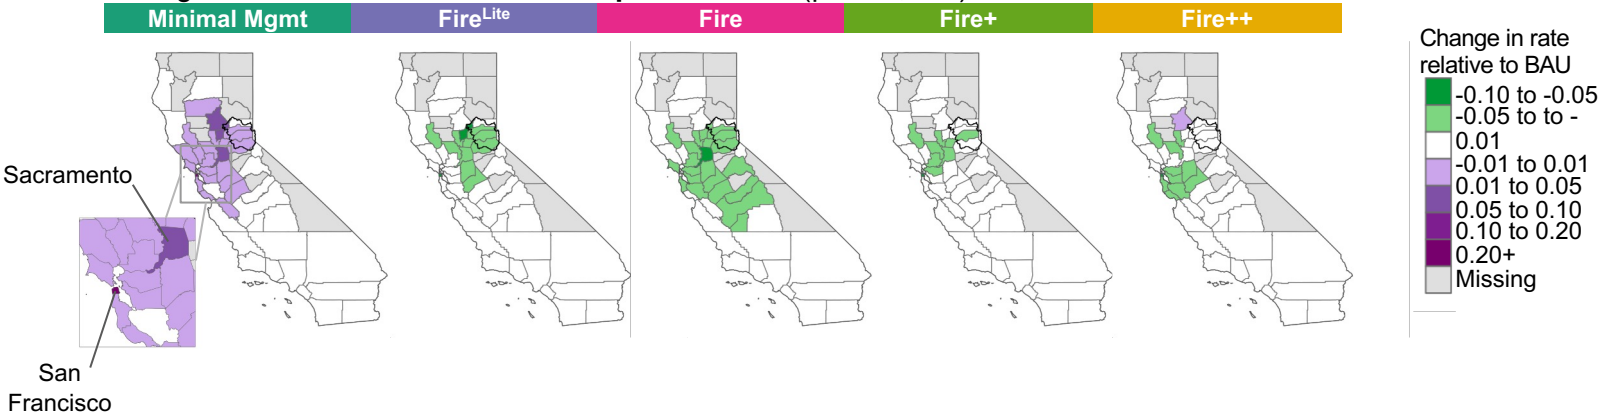 Minimal Mgmt
FireLite
Fire
Fire+
Fire++
Change in rate
relative to BAU
-0.10 to -0.05
-0.05 to to -
0.01
-0.01 to 0.01
0.01 to 0.05
0.05 to 0.10
0.10 to 0.20
0.20+
Missing
Sacramento
San
Francisco